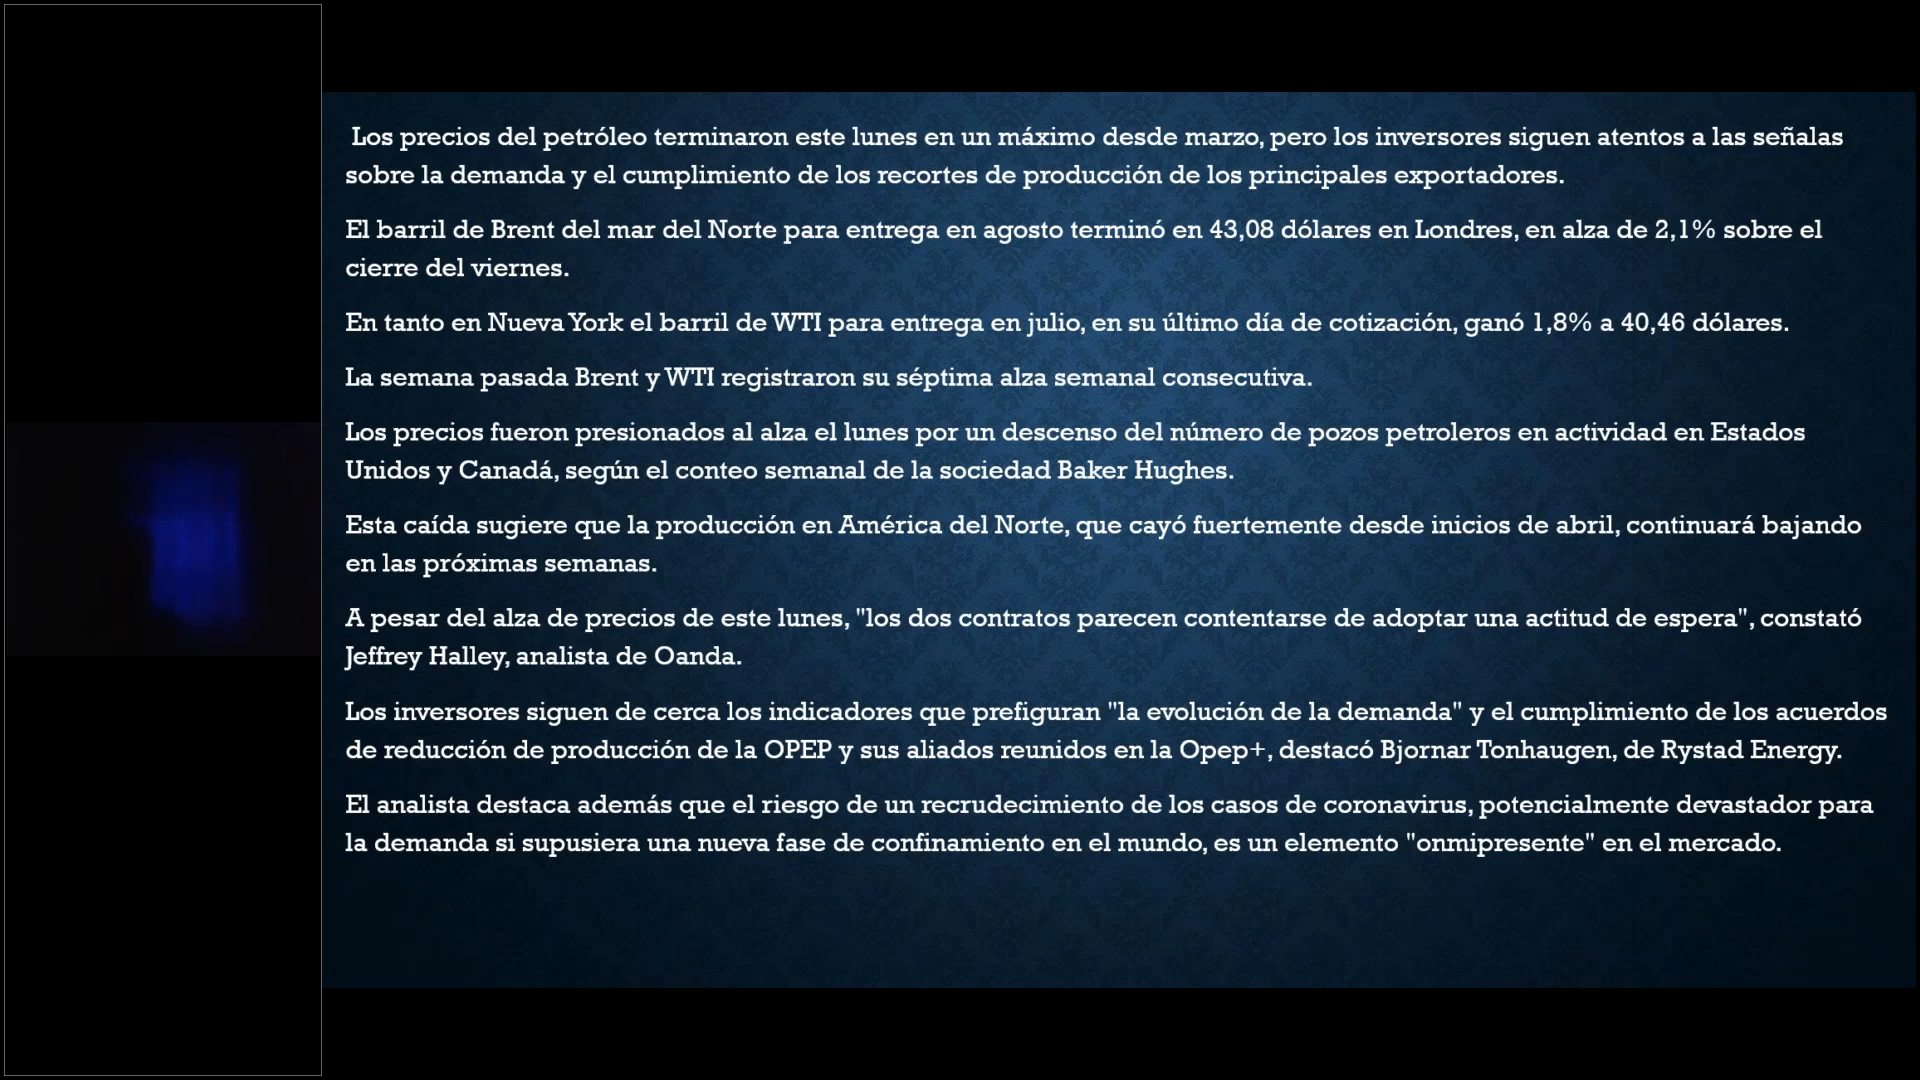 Los precios del petróleo terminaron este lunes en un máximo desde marzo, pero los inversores siguen atentos a las señalas
sobre la demanda y el cumplimiento de los recortes de producción de los principales exportadores.
El barril de Brent del mar del Norte para entrega en agosto terminó en 43,08 dólares en Londres, en alza de 2,1% sobre el
cierre del viernes.
En tanto en Nueva York el barril de WTI para entrega en julio, en su último día de cotización, ganó 1,8% a 40,46 dólares.
La semana pasada Brent y WTI registraron su séptima alza semanal consecutiva.
Los precios fueron presionados al alza el lunes por un descenso del número de pozos petroleros en actividad en Estados
Unidos y Canadá, según el conteo semanal de la sociedad Baker Hughes.
Esta caída sugiere que la producción en América del Norte, que cayó fuertemente desde inicios de abril, continuará bajando
en las próximas semanas.
A pesar del alza de precios de este lunes, "los dos contratos parecen contentarse de adoptar una actitud de espera", constató
Jeffrey Halley, analista de Oanda.
Los inversores siguen de cerca los indicadores que prefiguran "la evolución de la demanda" y el cumplimiento de los acuerdos
de reducción de producción de la OPEP y sus aliados reunidos en la Opep+, destacó Bjornar Tonhaugen, de Rystad Energy.
El analista destaca además que el riesgo de un recrudecimiento de los casos de coronavirus, potencialmente devastador para
la demanda si supusiera una nueva fase de confinamiento en el mundo, es un elemento "onmipresente" en el mercado.